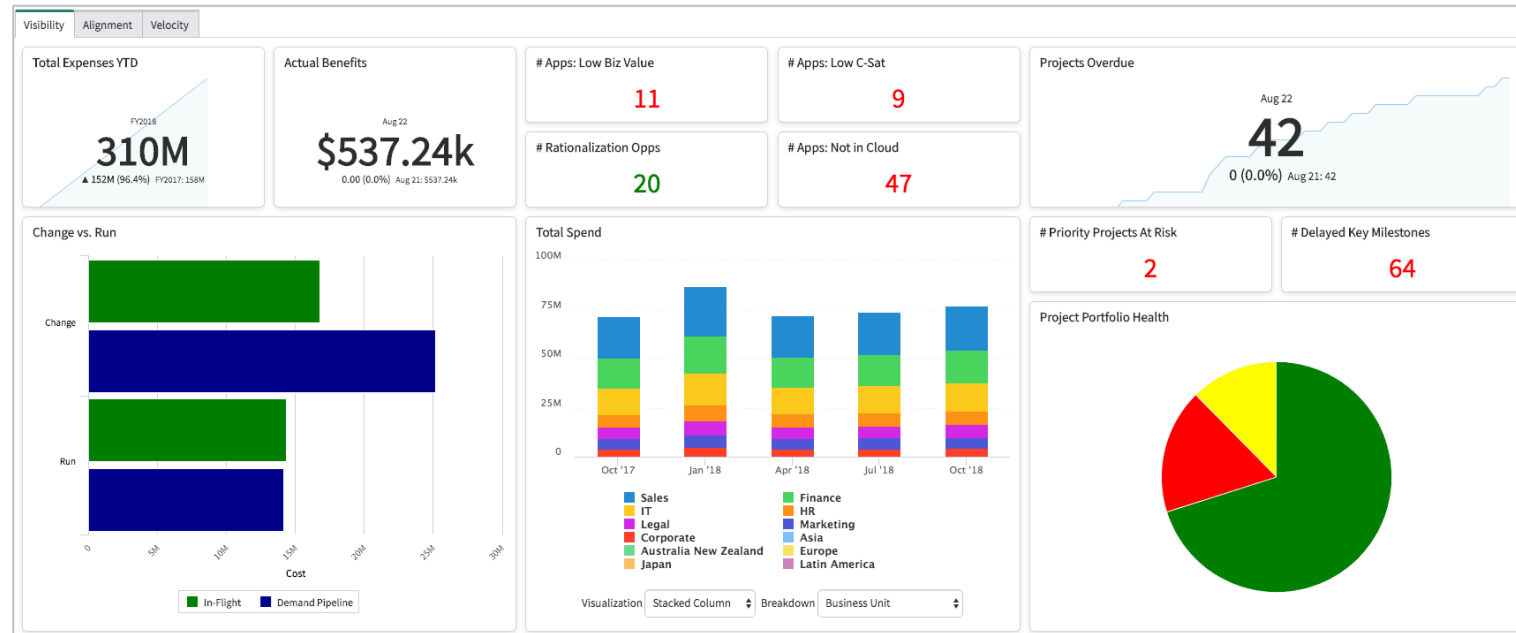 Visibility
Alignment
Velocity
Total Expenses YTD
FY2018
310M
▲ 152M (96.4%) FY2017: 158M
Actual Benefits
Aug 22
$537.24k
0.00 (0.0%) Aug 21: $537.24k
# Apps: Low Biz Value
11
# Apps: Low C-Sat
9
# Rationalization Opps
20
# Apps: Not in Cloud
47
Projects Overdue
Aug 22
42
0 (0.0%) Aug 21: 42
Change vs. Run
Change
Run
0
5M
10M
15M
20M
25M
30M
Cost
In-Flight
Demand Pipeline
Total Spend
100M
75M
50M
25M
0
Oct '17
Jan '18
Apr '18
Jul '18
Oct '18
Sales
Finance
IT
HR
Legal
Marketing
Corporate
Asia
Australia New Zealand
Europe
Japan
Latin America
Visualization Stacked Column Breakdown Business Unit
# Priority Projects At Risk
2
# Delayed Key Milestones
64
Project Portfolio Health